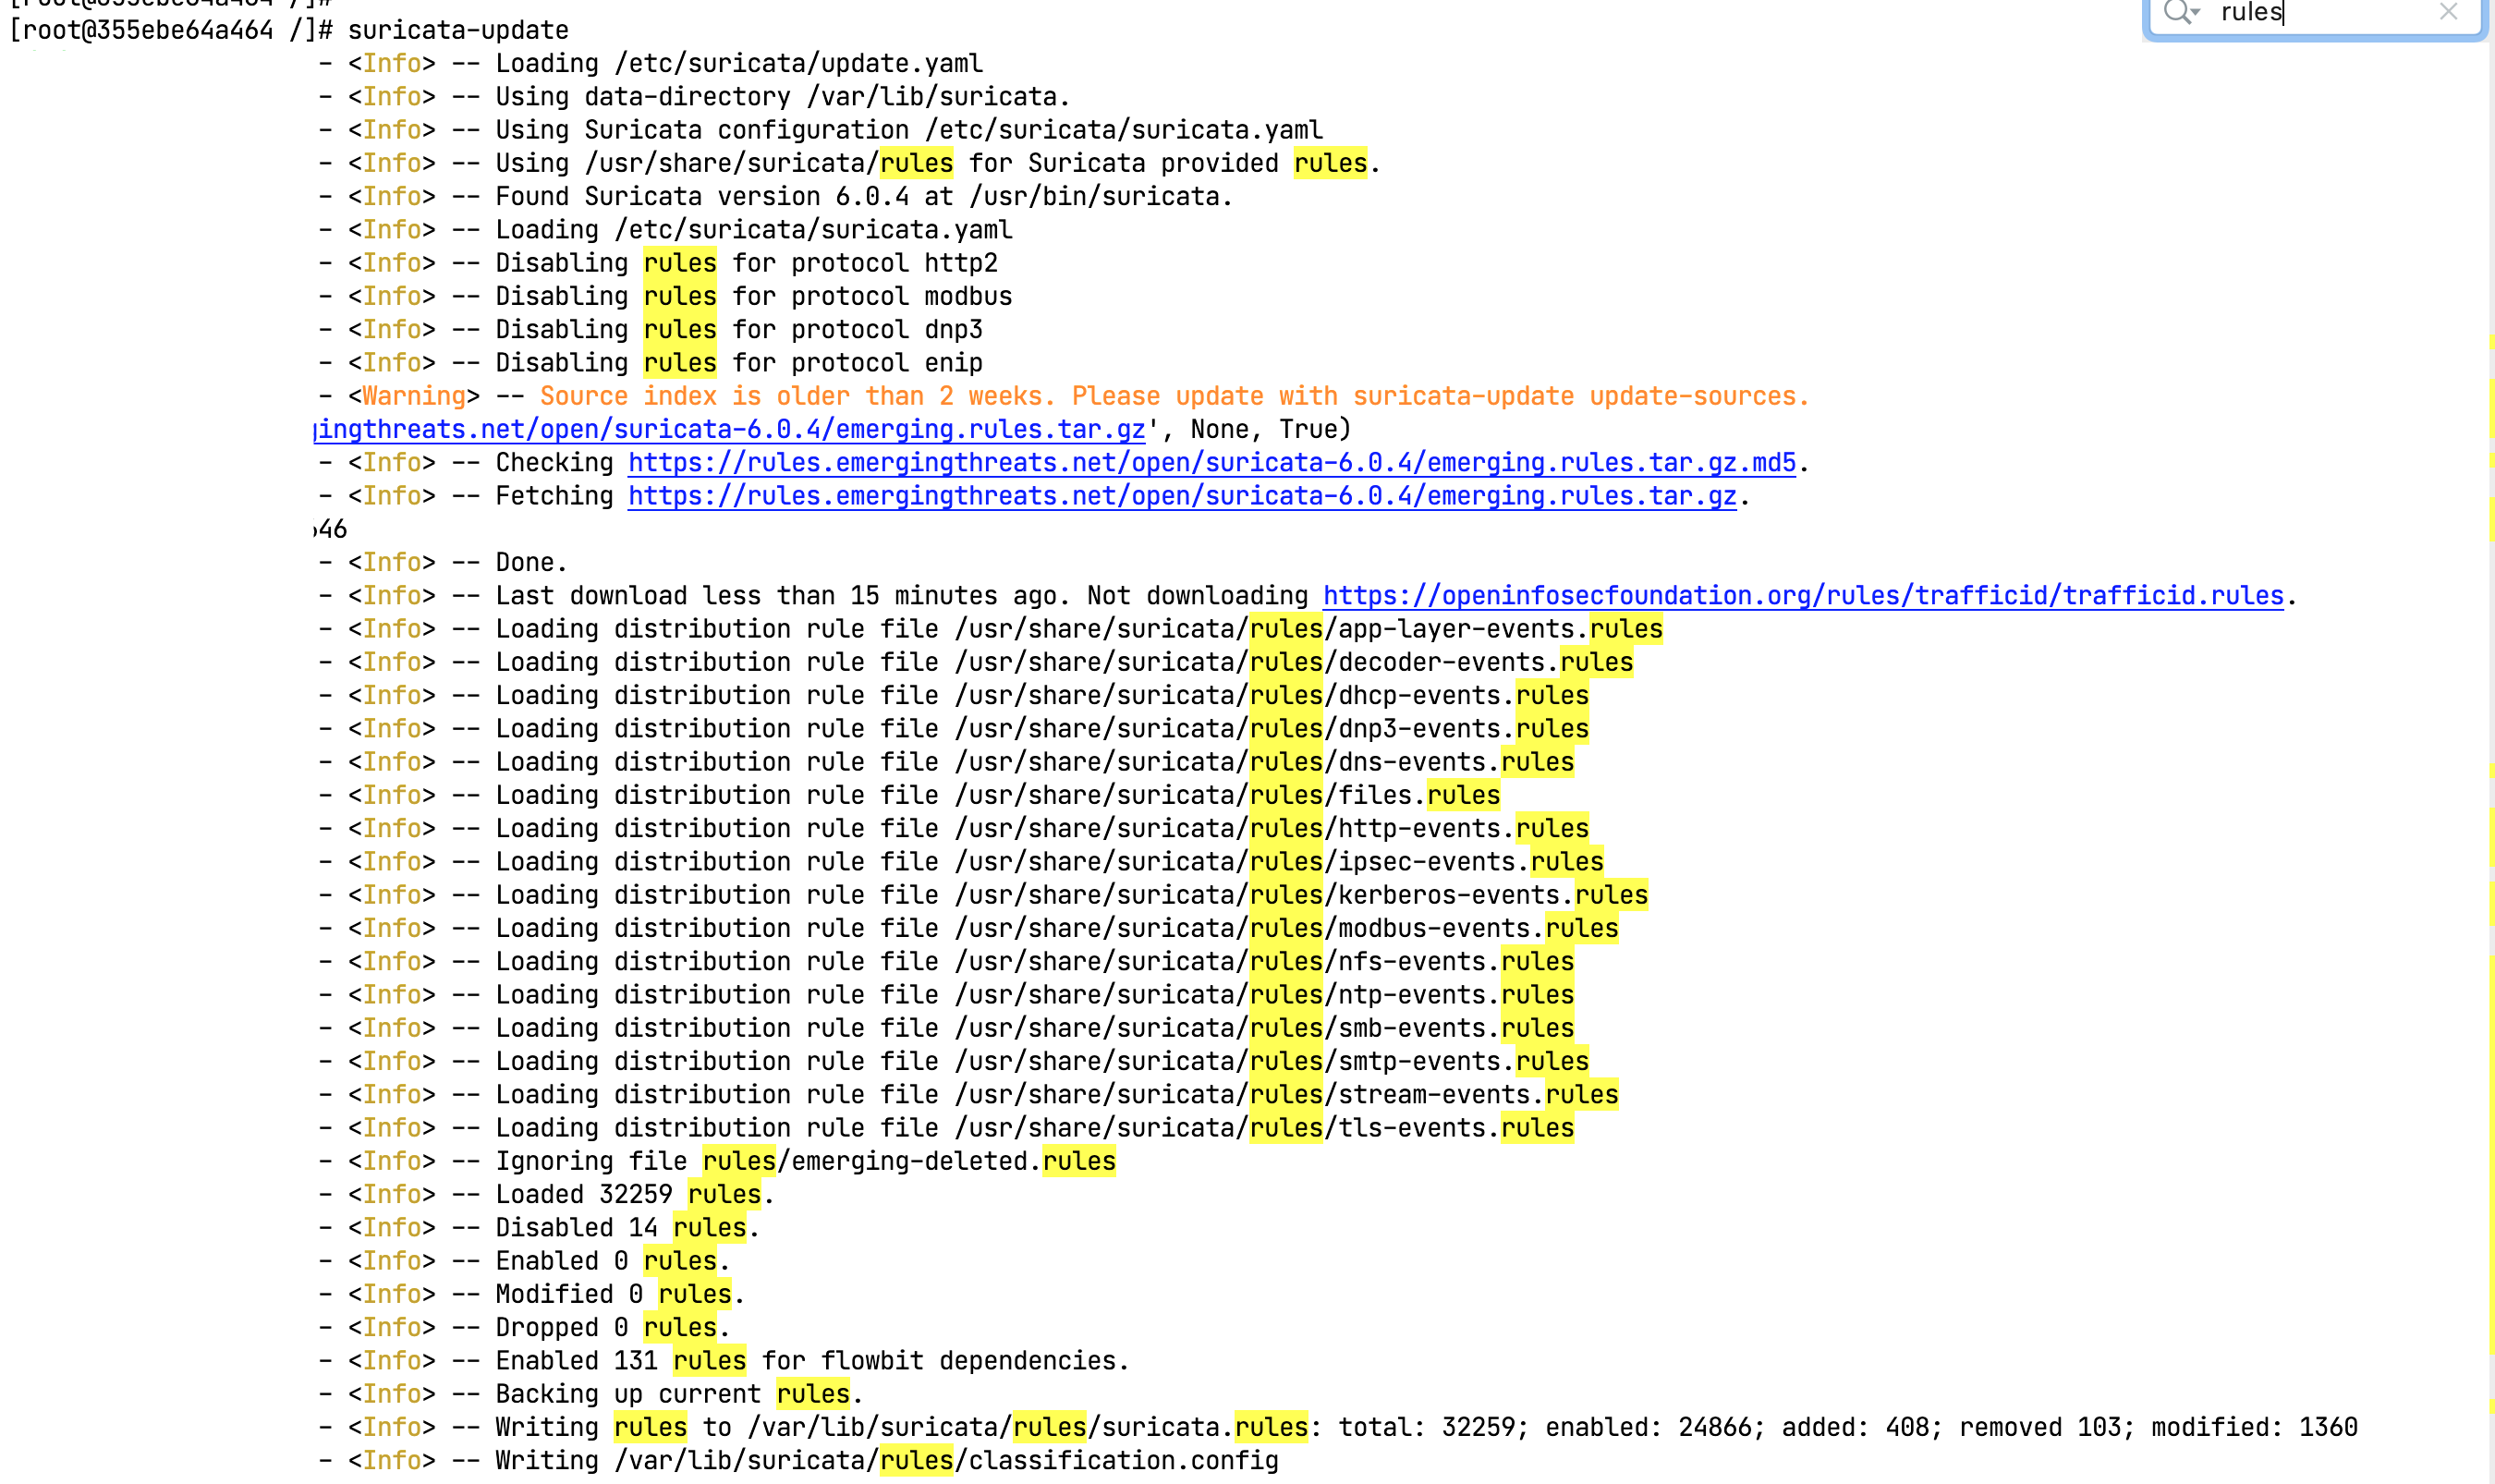 [root@355ebe64a464 /]#
rules
[root@355ebe64a464 /]# suricata-update
- <Info> -- Loading /etc/suricata/update.yaml
- <Info> -- Using data-directory /var/lib/suricata.
- <Info> -- Using Suricata configuration /etc/suricata/suricata.yaml
- <Info> -- Using /usr/share/suricata/rules for Suricata provided rules.
- <Info> -- Found Suricata version 6.0.4 at /usr/bin/suricata.
- <Info> -- Loading /etc/suricata/suricata.yaml
- <Info> -- Disabling rules for protocol http2
- <Info> -- Disabling rules for protocol modbus
- <Info> -- Disabling rules for protocol dnp3
- <Info> -- Disabling rules for protocol enip
- <Warning> -- Source index is older than 2 weeks. Please update with suricata-update update-sources.
gingthreats.net/open/suricata-6.0.4/emerging.rules.tar.gz', None, True)
- <Info> -- Checking https://rules.emergingthreats.net/open/suricata-6.0.4/emerging.rules.tar.gz.md5.
- <Info> -- Fetching https://rules.emergingthreats.net/open/suricata-6.0.4/emerging.rules.tar.gz.
46
- <Info> -- Done.
- <Info> -- Last download less than 15 minutes ago. Not downloading https://openinfosecfoundation.org/rules/trafficid/trafficid.rules.
- <Info> -- Loading distribution rule file /usr/share/suricata/rules/app-layer-events.rules
- <Info> -- Loading distribution rule file /usr/share/suricata/rules/decoder-events.rules
- <Info> -- Loading distribution rule file /usr/share/suricata/rules/dhcp-events.rules
- <Info> -- Loading distribution rule file /usr/share/suricata/rules/dnp3-events.rules
- <Info> -- Loading distribution rule file /usr/share/suricata/rules/dns-events.rules
- <Info> -- Loading distribution rule file /usr/share/suricata/rules/files.rules
- <Info> -- Loading distribution rule file /usr/share/suricata/rules/http-events.rules
- <Info> -- Loading distribution rule file /usr/share/suricata/rules/ipsec-events.rules
- <Info> -- Loading distribution rule file /usr/share/suricata/rules/kerberos-events.rules
- <Info> -- Loading distribution rule file /usr/share/suricata/rules/modbus-events.rules
- <Info> -- Loading distribution rule file /usr/share/suricata/rules/nfs-events.rules
- <Info> -- Loading distribution rule file /usr/share/suricata/rules/ntp-events.rules
- <Info> -- Loading distribution rule file /usr/share/suricata/rules/smb-events.rules
- <Info> -- Loading distribution rule file /usr/share/suricata/rules/smtp-events.rules
- <Info> -- Loading distribution rule file /usr/share/suricata/rules/stream-events.rules
- <Info> -- Loading distribution rule file /usr/share/suricata/rules/tls-events.rules
- <Info> -- Ignoring file rules/emerging-deleted.rules
- <Info> -- Loaded 32259 rules.
- <Info> -- Disabled 14 rules.
- <Info> -- Enabled 0 rules.
- <Info> -- Modified 0 rules.
- <Info> -- Dropped 0 rules.
- <Info> -- Enabled 131 rules for flowbit dependencies.
- <Info> -- Backing up current rules.
- <Info> -- Writing rules to /var/lib/suricata/rules/suricata.rules: total: 32259; enabled: 24866; added: 408; removed 103; modified: 1360
- <Info> -- Writing /var/lib/suricata/rules/classification.config